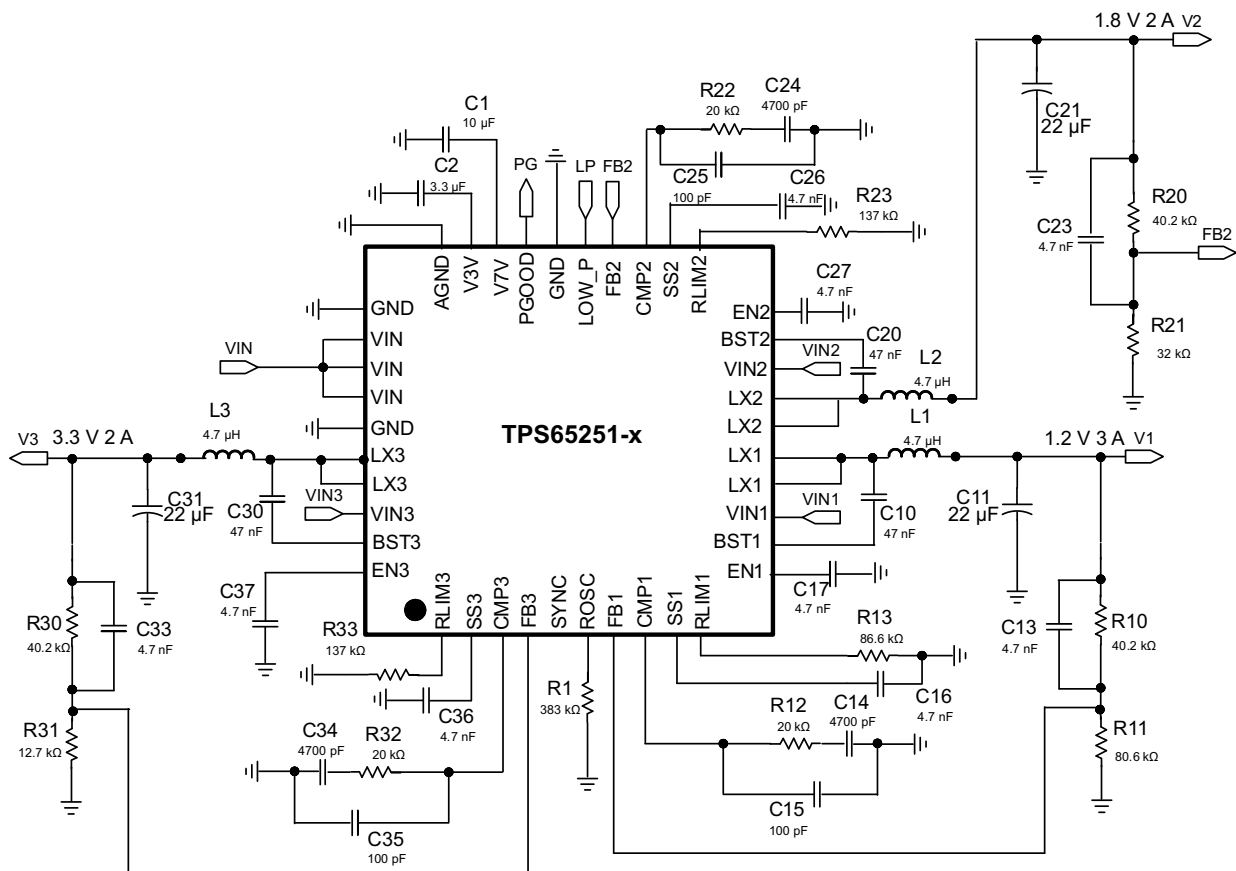 1.8 V 2 A V2
C1
10 µF
R22
20 kΩ
C24
4700 pF
C21
22 µF
C2
3.3 µF
PG
LP
FB2
C25
100 pF
C26
4.7 nF
R23
137 kΩ
R20
40.2 kΩ
C23
4.7 nF
FB2
R21
32 kΩ
AGND
V3V
V7V
PGOOD
GND
LOW_P
FB2
CMP2
SS2
RLIM2
C27
4.7 nF
GND
VIN
VIN
VIN
VIN
GND
LX3
LX3
VIN3
VIN3
BST3
EN3
EN2
BST2
VIN2
VIN2
LX2
LX2
LX1
LX1
VIN1
VIN1
BST1
EN1
C20
47 nF
L2
4.7 µH
L1
4.7 µH
TPS65251-x
L3
4.7 µH
V3 3.3 V 2 A
1.2 V 3 A V1
C31
22 µF
C30
47 nF
C10
47 nF
C11
22 µF
C37
4.7 nF
C17
4.7 nF
RLIM3
SS3
CMP3
FB3
SYNC
ROSC
FB1
CMP1
SS1
RLIM1
R30
40.2 kΩ
C33
4.7 nF
R33
137 kΩ
R13
86.6 kΩ
C13
4.7 nF
R10
40.2 kΩ
C36
4.7 nF
R1
383 kΩ
C16
4.7 nF
R31
12.7 kΩ
C34
4700 pF
R32
20 kΩ
R12
20 kΩ
C14
4700 pF
R11
80.6 kΩ
C35
100 pF
C15
100 pF